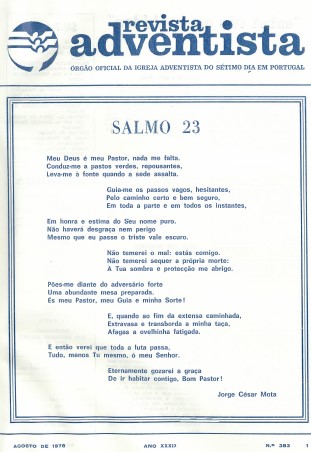 revista
adventista
ÓRGÃO OFICIAL DA IGREJA ADVENTISTA DO SÉTIMO DIA EM PORTUGAL
SALMO 23
Meu Deus é meu Pastor, nada me falta.
Conduz-me a pastos verdes, repousantes,
Leva-me à fonte quando a sede assalta.
Guia-me os passos vagos, hesitantes,
Pelo caminho certo e bem seguro,
Em toda a parte e em todos os instantes,
Em honra e estima do Seu nome puro.
Não haverá desgraça nem perigo
Mesmo que eu passe o triste vale escuro.
Não temerei o mal: estás comigo.
Não temerei sequer a própria morte:
A Tua sombra e protecção me abrigo.
Pões-me diante do adversário forte
Uma abundante mesa preparada.
És meu Pastor, meu Guia e minha Sorte!
E, quando ao fim da extensa caminhada,
Extravasa e transborda a minha taça,
Afagas a ovelhinha fatigada.
E então verei que toda a luta passa,
Tudo, menos Tu mesmo, ó meu Senhor.
Eternamente gozarei a graça
De ir habitar contigo, Bom Pastor!
Jorge César Mota
AGOSTO DE 1978
ANO XXXIX
N.º 383
1